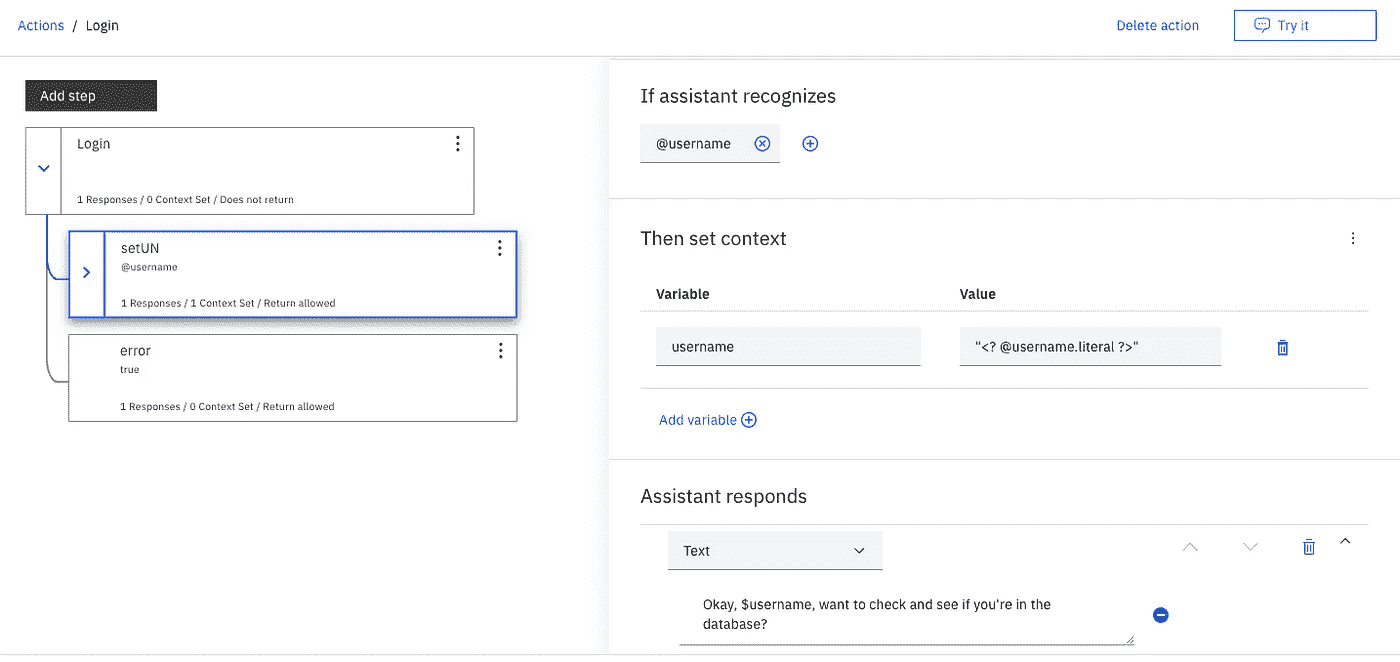 Actions / Login
Delete action
Try it
Add step
Login
1 Responses / 0 Context Set / Does not return
setUN
@username
1 Responses / 1 Context Set / Return allowed
error
true
1 Responses / 0 Context Set / Return allowed
If assistant recognizes
@username
Then set context
Variable
Value
username
"<? @username.literal ?>"
Add variable
Assistant responds
Text
Okay, $username, want to check and see if you're in the
database?